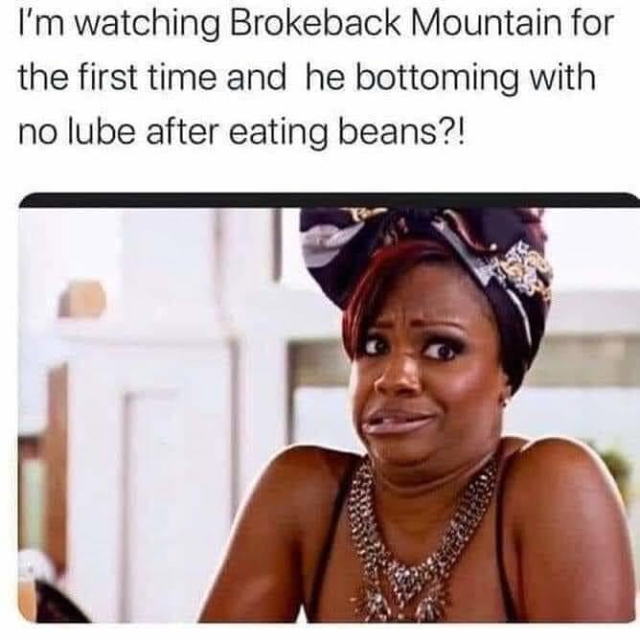 I'm watching Brokeback Mountain for
the first time and  he bottoming with
no lube after eating beans?!